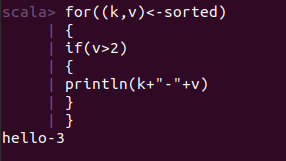 scala> for((k,v)<-sorted)
| {
| if(v>2)
| {
| println(k+"-"+v)
| }
| }
hello-3